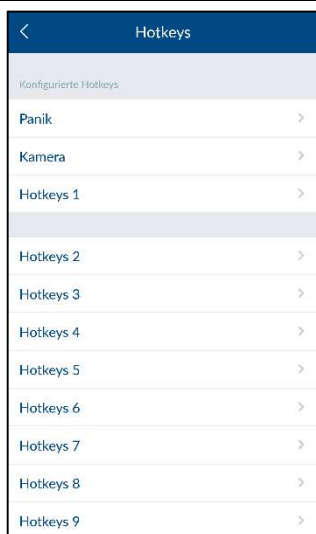 Hotkeys
Konfigurierte Hotkeys
Panik
Kamera
Hotkeys 1
Hotkeys 2
Hotkeys 3
Hotkeys 4
Hotkeys 5
Hotkeys 6
Hotkeys 7
Hotkeys 8
Hotkeys 9